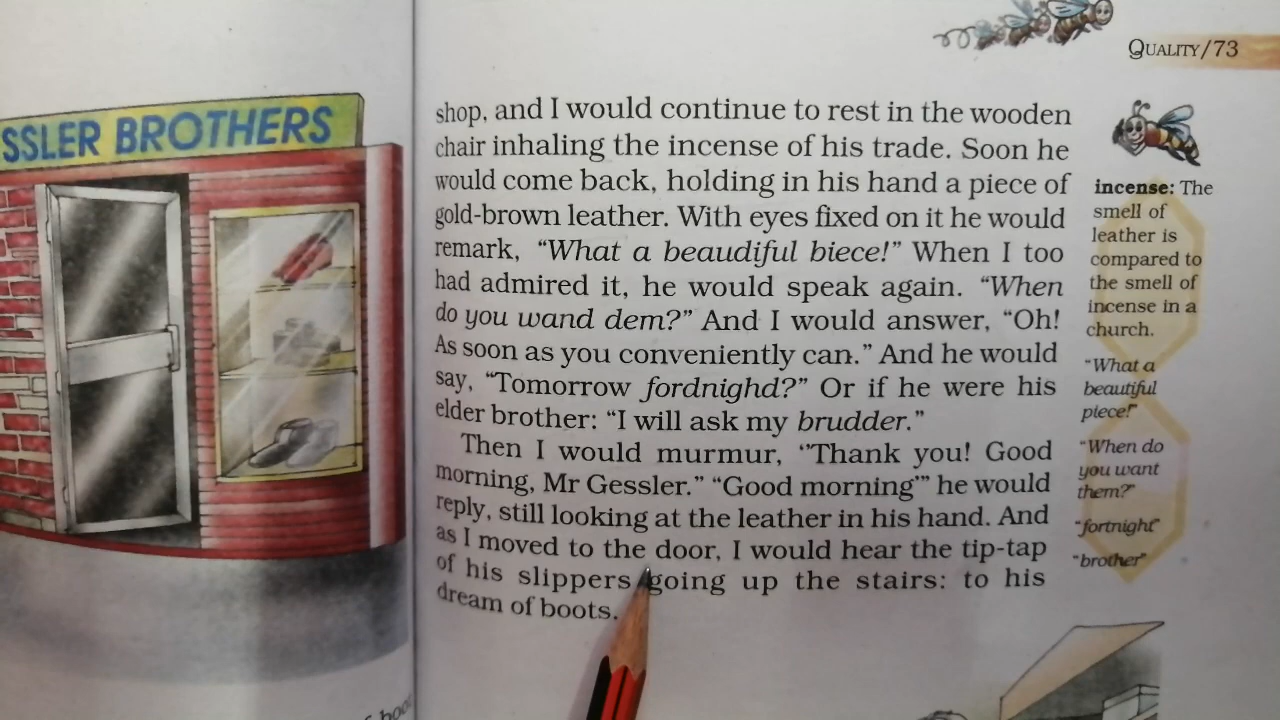 SSLER BROTHERS
QUALITY/73
shop, and I would continue to rest in the wooden
chair inhaling the incense of his trade. Soon he
would come back, holding in his hand a piece of
gold-brown leather. With eyes fixed on it he would
remark, “What a beaudiful biece!” When I too
had admired it, he would speak again. “When
do you wand dem?” And I would answer, “Oh!
As soon as you conveniently can.” And he would
say, “Tomorrow fordnighd?” Or if he were his
elder brother: “I will ask my brudder.”
Then I would murmur, ‘’Thank you! Good
morning, Mr Gessler.” “Good morning’” he would
reply, still looking at the leather in his hand. And
as I moved to the door, I would hear the tip-tap
of his slippers going up the stairs: to his
dream of boots.
incense: The
smell of
leather is
compared to
the smell of
incense in a
church.
“What a
beautiful
piece!”
“When do
you want
them?”
“fortnight”
“brother”